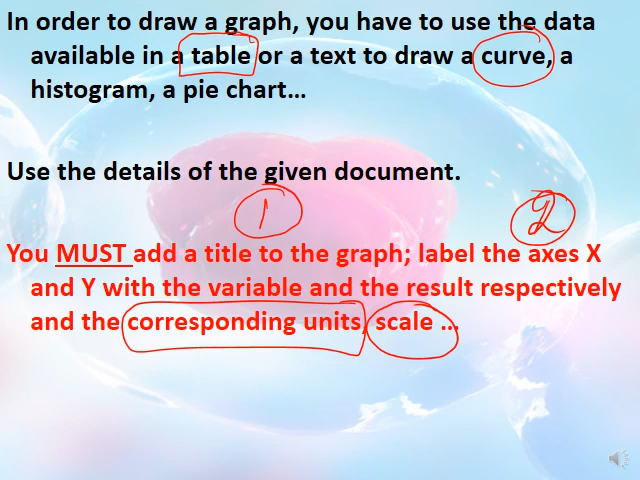 In order to draw a graph, you have to use the data
available in a table or a text to draw a curve, a
histogram, a pie chart...
Use the details of the given document.
1
2
You MUST add a title to the graph; label the axes X
and Y with the variable and the result respectively
and the corresponding units, scale ...